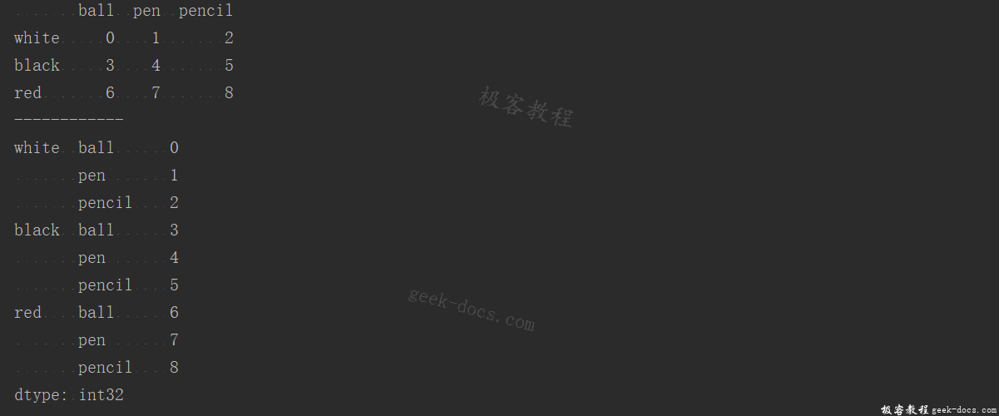 ball pen pencil
white 0 1 2
black 3 4 5
red 6 7 8
------------
white ball 0
pen 1
pencil 2
black ball 3
pen 4
pencil 5
red ball 6
pen 7
pencil 8
dtype: int32
极客教程
geek-docs.com
极客教程 geek-docs.com